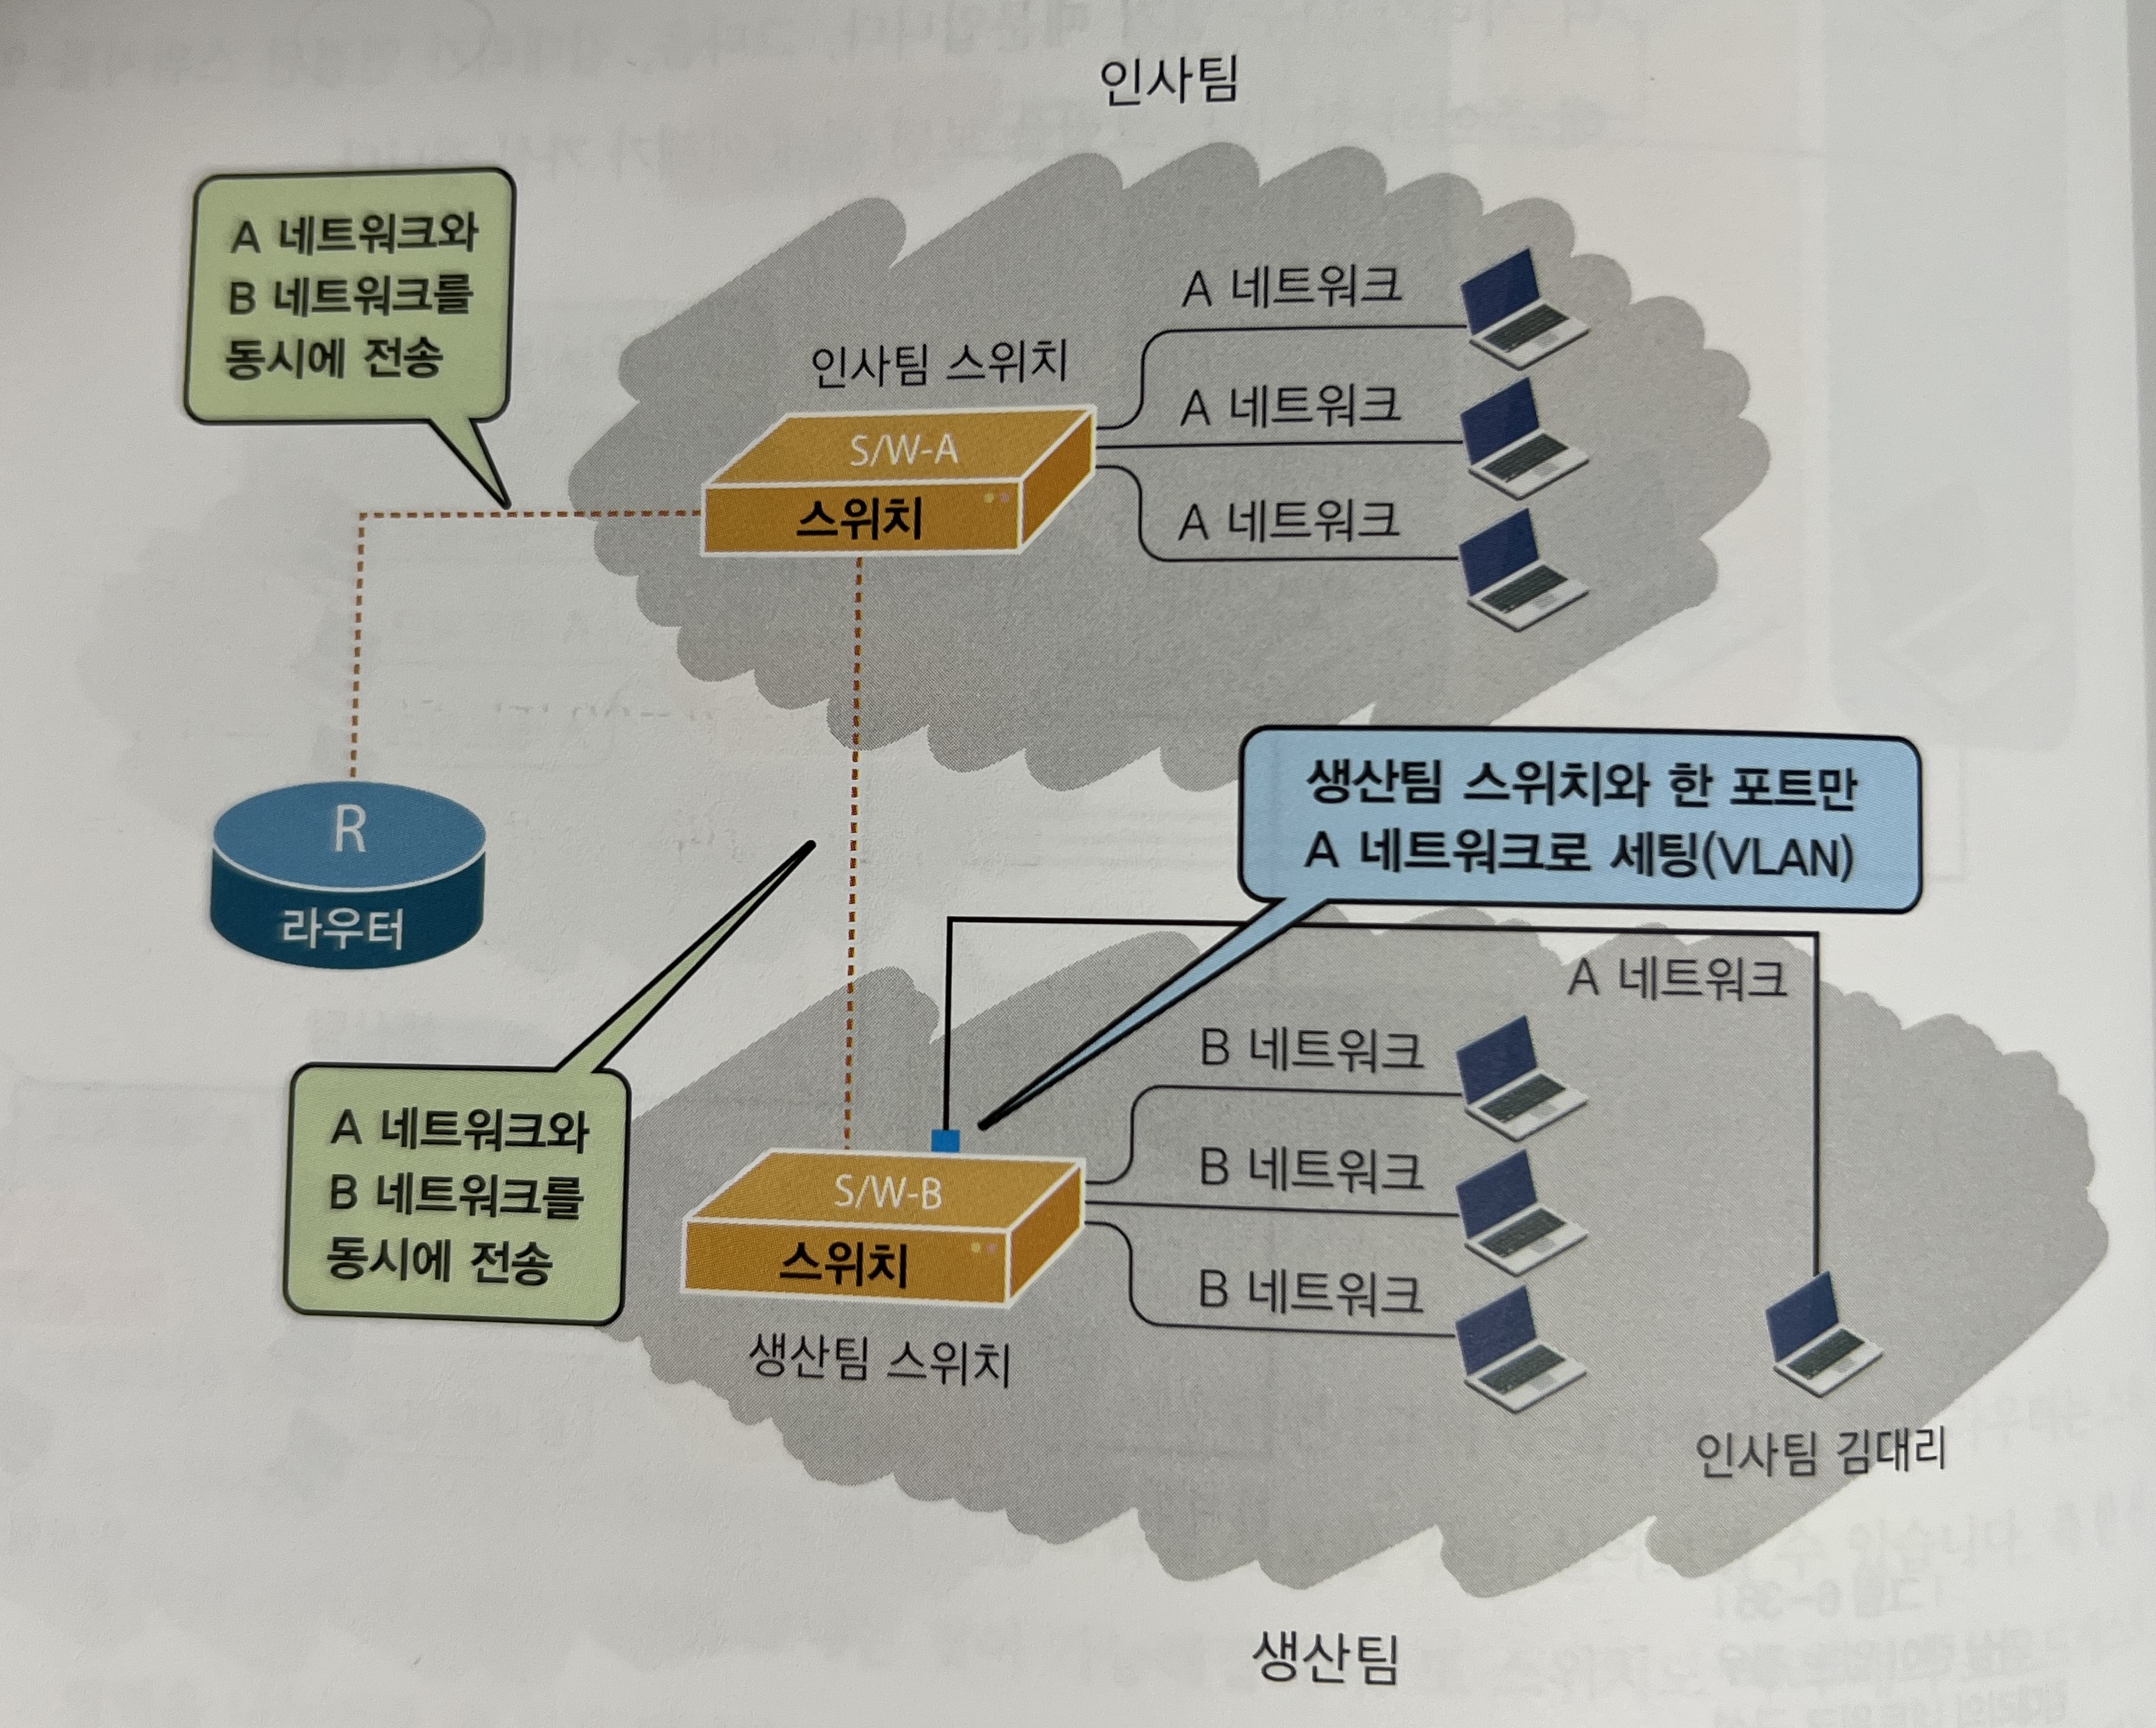 인사팀
A 네트워크와
B 네트워크를
동시에 전송
A 네트워크
인사팀 스위치
A 네트워크
S/W-A
스위치
A 네트워크
생산팀 스위치와 한 포트만
A 네트워크로 세팅(VLAN)
R
라우터
A 네트워크
B 네트워크
A 네트워크와
B 네트워크를
동시에 전송
B 네트워크
S/W-B
스위치
B 네트워크
생산팀 스위치
인사팀 김대리
생산팀